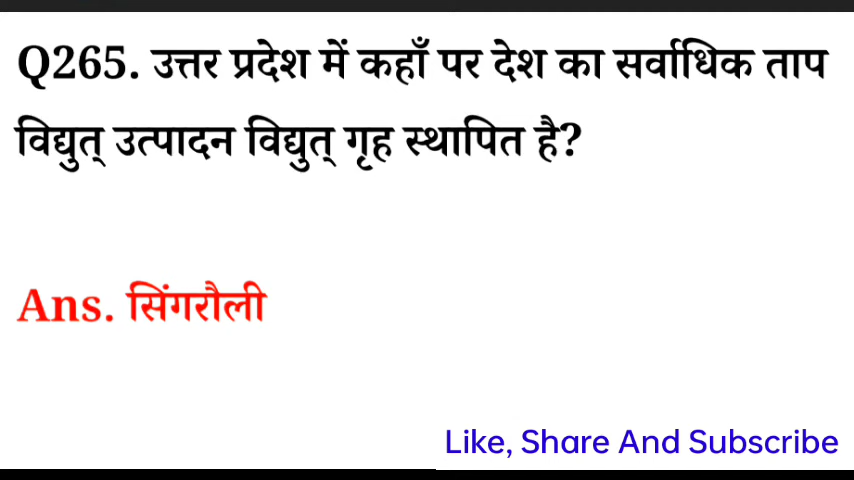 Q265. उत्तर प्रदेश में कहाँ पर देश का सर्वाधिक ताप
विद्युत् उत्पादन विद्युत् गृह स्थापित है?
Ans. सिंगरौली
Like, Share And Subscribe